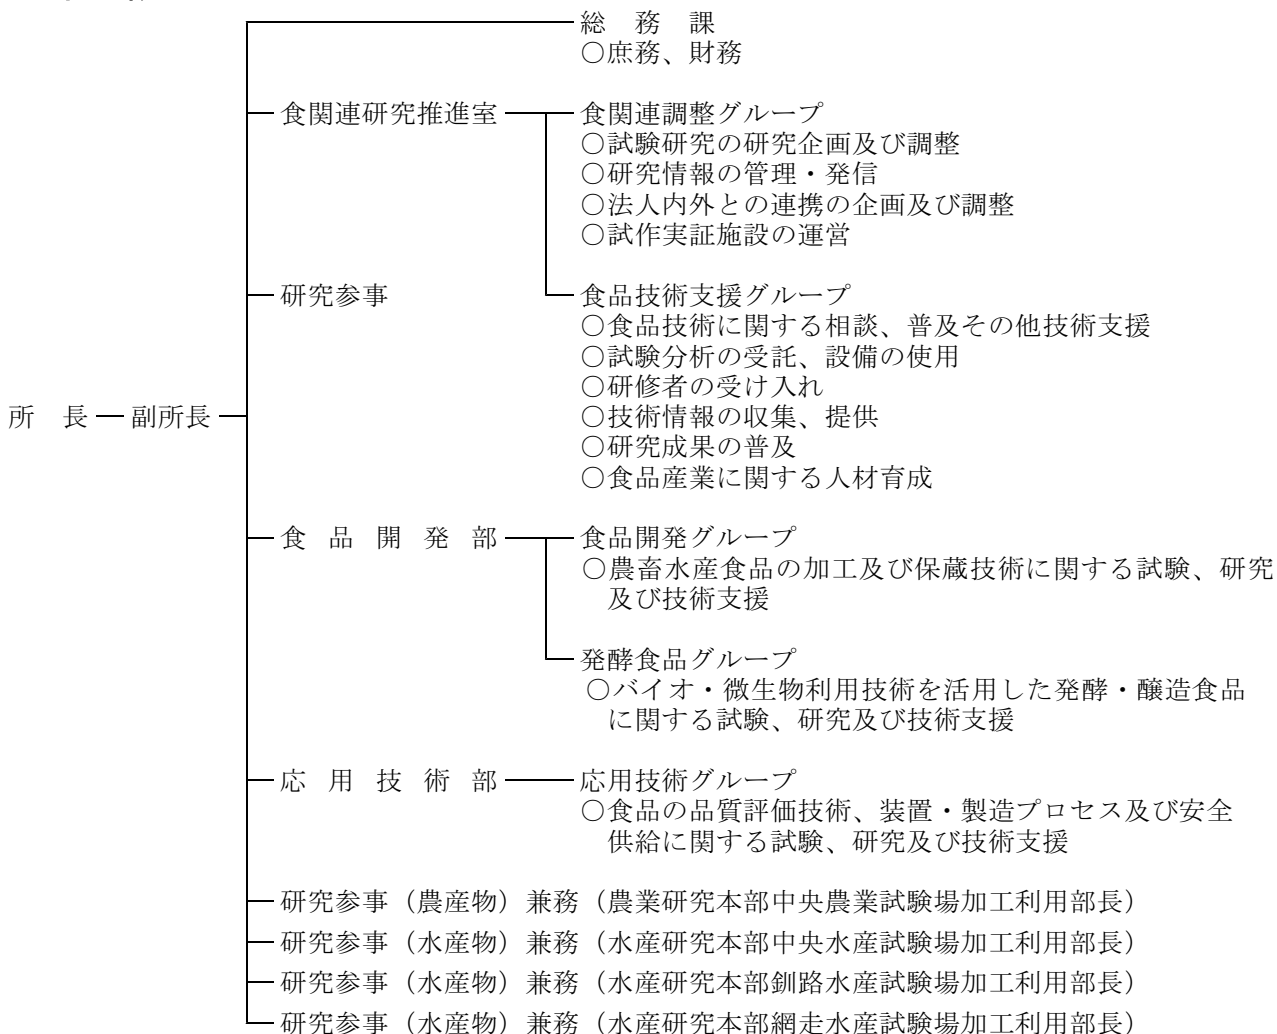 総　務　課
○庶務、財務
食関連研究推進室
食関連調整グループ
○試験研究の研究企画及び調整
○研究情報の管理・発信
○法人内外との連携の企画及び調整
○試作実証施設の運営
研究参事
食品技術支援グループ
○食品技術に関する相談、普及その他技術支援
○試験分析の受託、設備の使用
○研修者の受け入れ
所　長
副所長
○技術情報の収集、提供
○研究成果の普及
○食品産業に関する人材育成
食　品　開　発　部
食品開発グループ
○農畜水産食品の加工及び保蔵技術に関する試験、研究
及び技術支援
発酵食品グループ
○バイオ・微生物利用技術を活用した発酵・醸造食品
に関する試験、研究及び技術支援
応　用　技　術　部
応用技術グループ
○食品の品質評価技術、装置・製造プロセス及び安全
供給に関する試験、研究及び技術支援
研究参事（農産物）兼務（農業研究本部中央農業試験場加工利用部長）
研究参事（水産物）兼務（水産研究本部中央水産試験場加工利用部長）
研究参事（水産物）兼務（水産研究本部釧路水産試験場加工利用部長）
研究参事（水産物）兼務（水産研究本部網走水産試験場加工利用部長）